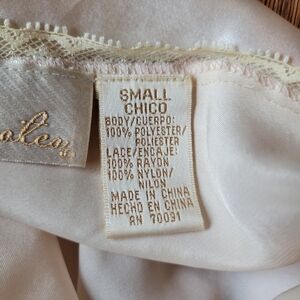 SMALL
CHICO
BODY/CUERPO:
100% POLYESTER/
POLIESTER
LACE/ENCAJE:
100% RAYON
100% NYLON/
NILON
MADE IN CHINA
HECHO EN CHINA
RN 70091